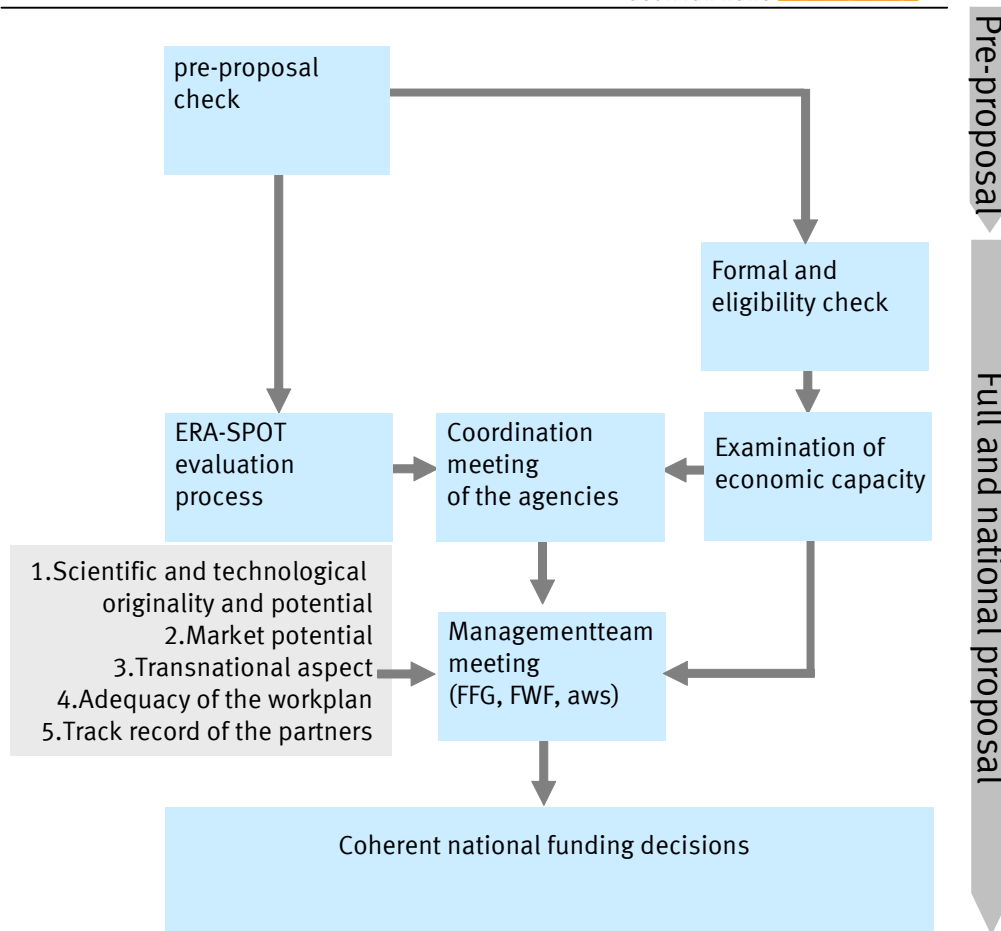 pre-proposal
check
Pre-proposal
Formal and
eligibility check
ERA-SPOT
evaluation
process
Coordination
meeting
of the agencies
Examination of
economic capacity
1.Scientific and technological
originality and potential
2.Market potential
3.Transnational aspect
4.Adequacy of the workplan
5.Track record of the partners
Managementteam
meeting
(FFG, FWF, aws)
Full and national proposal
Coherent national funding decisions